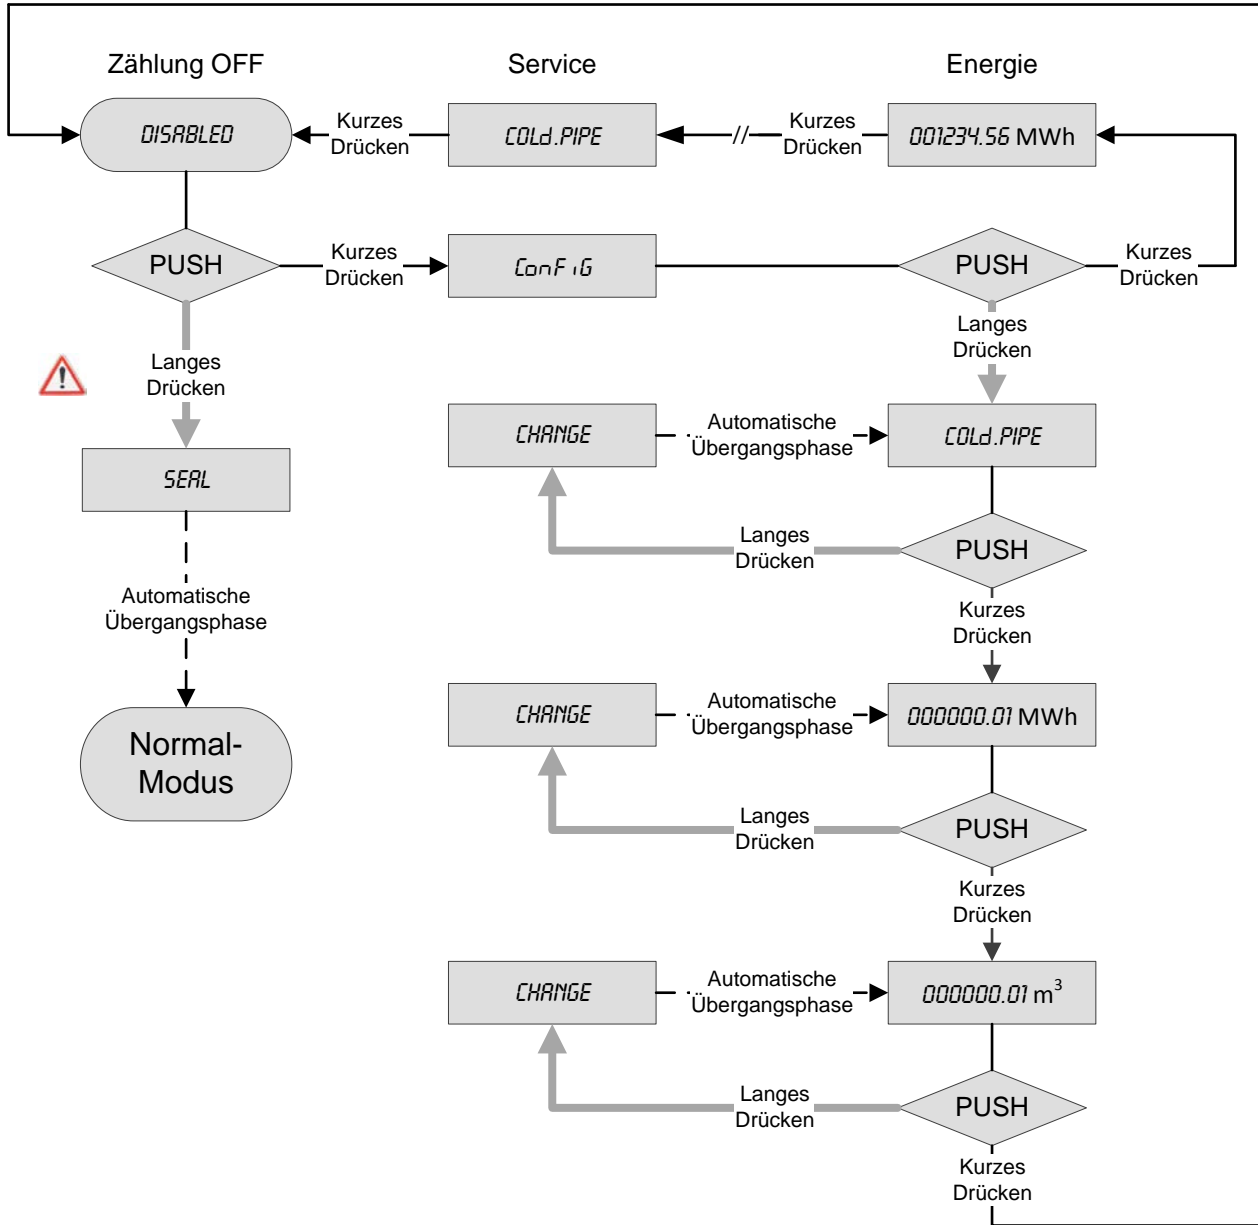 Zählung OFF
Service
Energie
DISABLED
Kurzes
Drücken
COLd.PIPE
//
Kurzes
Drücken
001234.56 MWh
PUSH
Kurzes
Drücken
ConFiG
PUSH
Kurzes
Drücken
Langes
Drücken
Langes
Drücken
CHANGE
Automatische
Übergangsphase
COLd.PIPE
SEAL
Langes
Drücken
PUSH
Automatische
Übergangsphase
Kurzes
Drücken
CHANGE
Automatische
Übergangsphase
000000.01 MWh
Normal-
Modus
Langes
Drücken
PUSH
Kurzes
Drücken
CHANGE
Automatische
Übergangsphase
000000.01 m³
Langes
Drücken
PUSH
Kurzes
Drücken